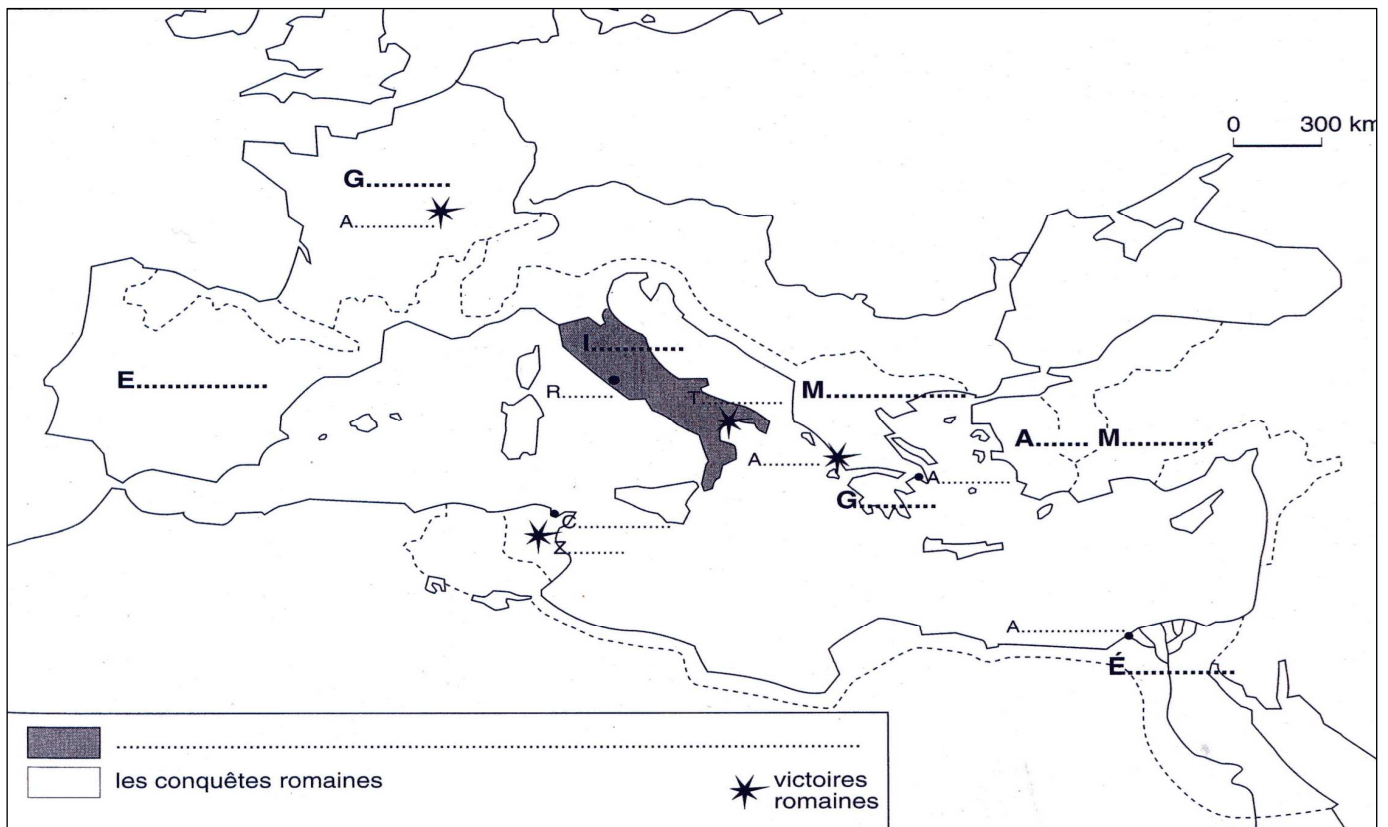 0 300 km
G............
A..............
I..............
E...................
R........
T..............
M....................
A........ M................
A..........
A.............
G...........
C.................
Z..........
A.................
É................
..............................................................................................................
les conquêtes romaines
victoires
romaines